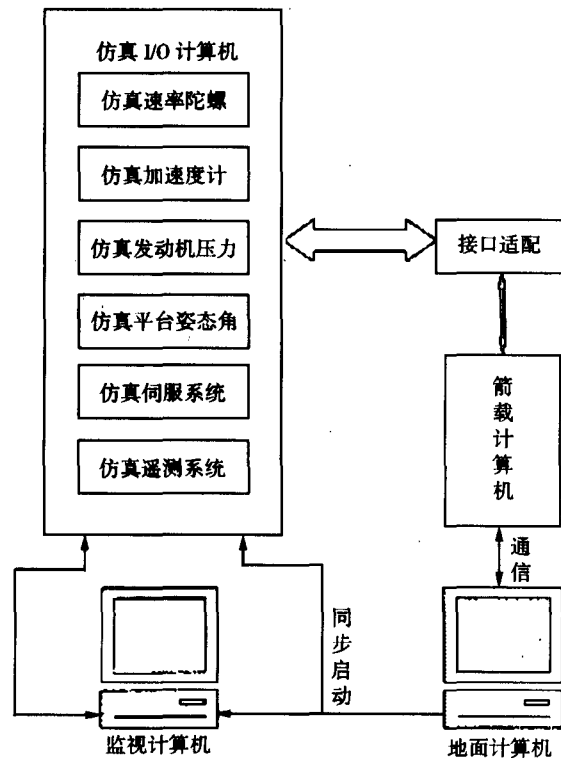 仿真 I/O 计算机
仿真速率陀螺
仿真加速度计
仿真发动机压力
仿真平台姿态角
仿真伺服系统
仿真遥测系统
接口适配
箭载计算机
通信
同步启动
监视计算机
地面计算机